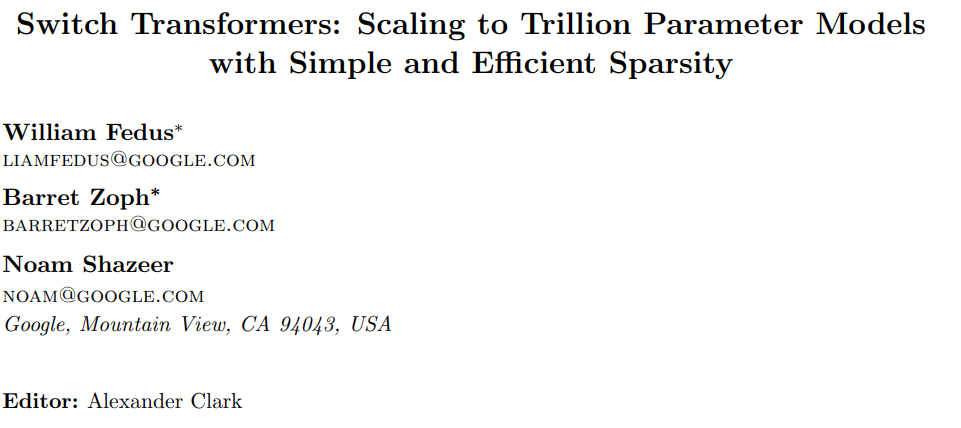 Switch Transformers: Scaling to Trillion Parameter Models
with Simple and Efficient Sparsity
William Fedus*
LIAMFEDUS@GOOGLE.COM
Barret Zoph*
BARRETZOPH@GOOGLE.COM
Noam Shazeer
NOAM@GOOGLE.COM
Google, Mountain View, CA 94043, USA
Editor: Alexander Clark